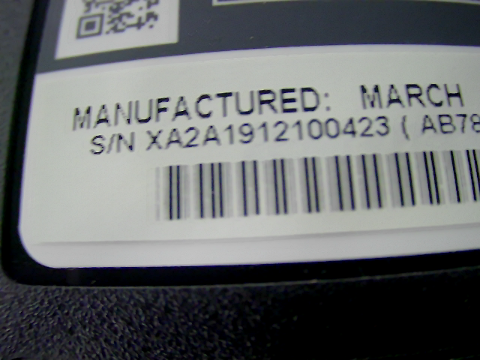 MANUFACTURED: MARCH
S/N XA2A1912100423 ( AB78